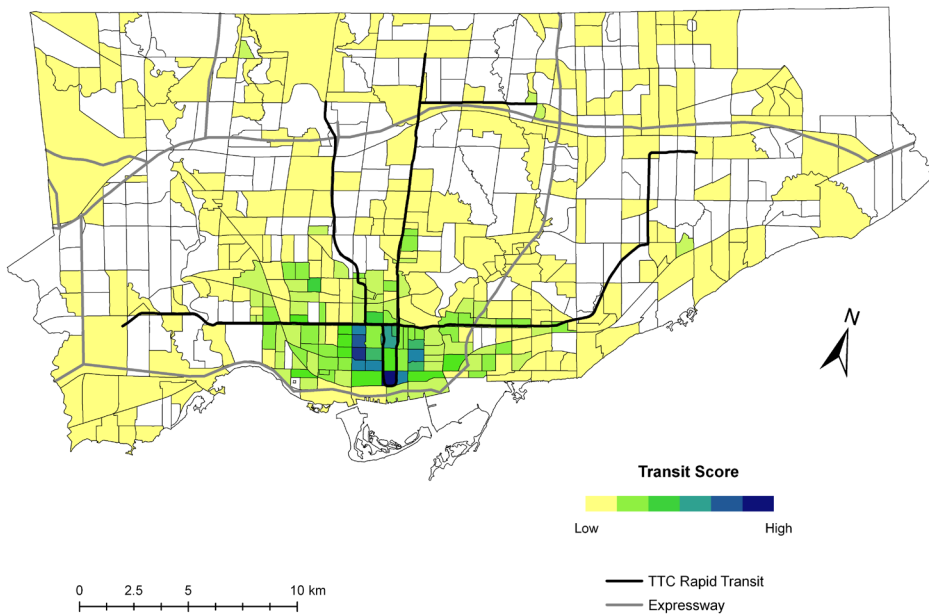 N
Transit Score
Low High
0 2.5 5 10 km
TTC Rapid Transit
Expressway